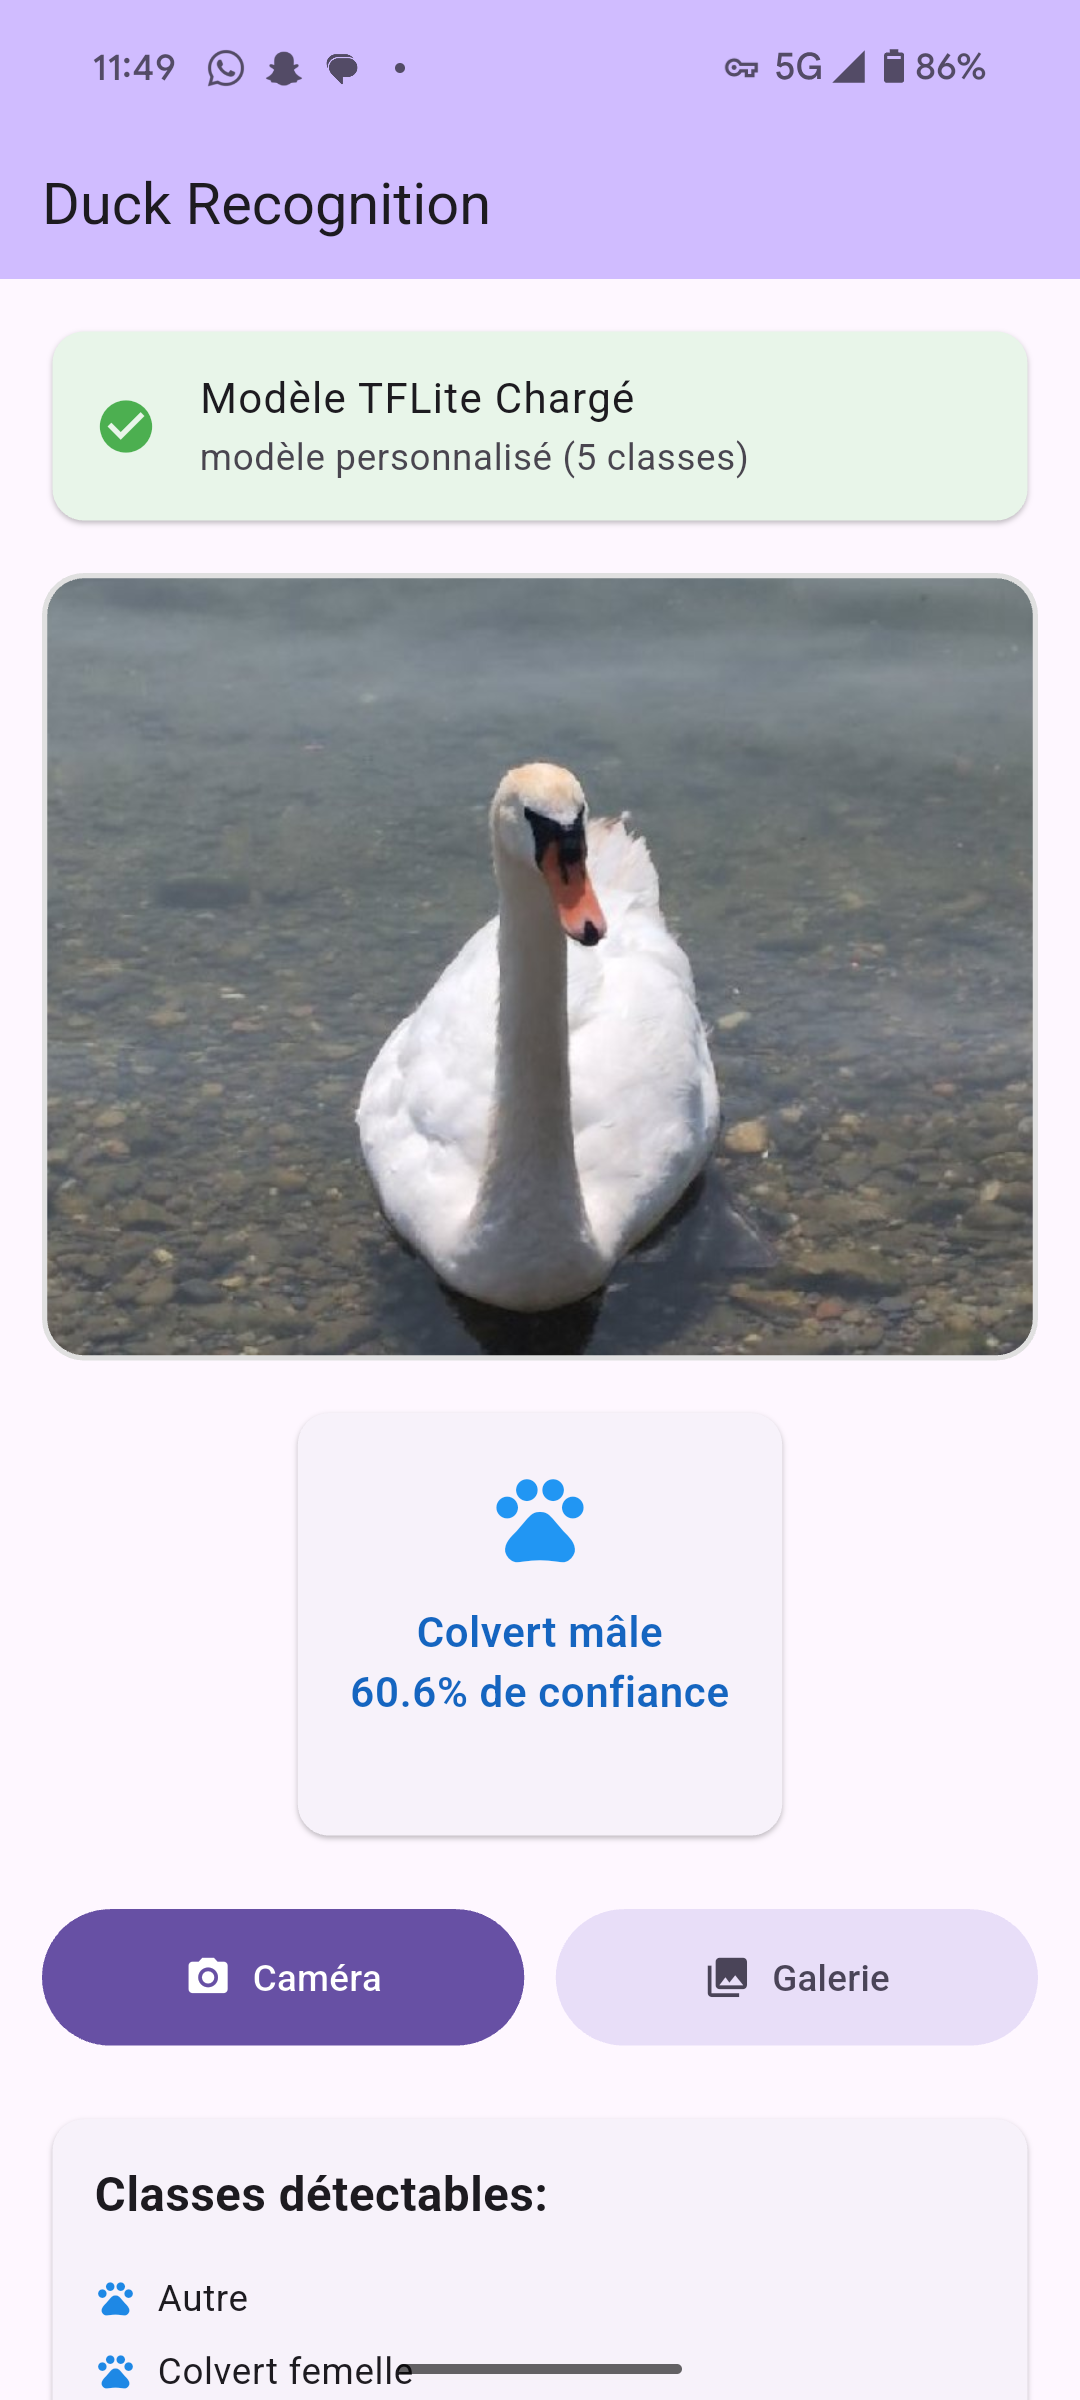 11:49
5G 86%
Duck Recognition
Modèle TFLite Chargé
modèle personnalisé (5 classes)
Colvert mâle
60.6% de confiance
Caméra
Galerie
Classes détectables:
Autre
Colvert femelle